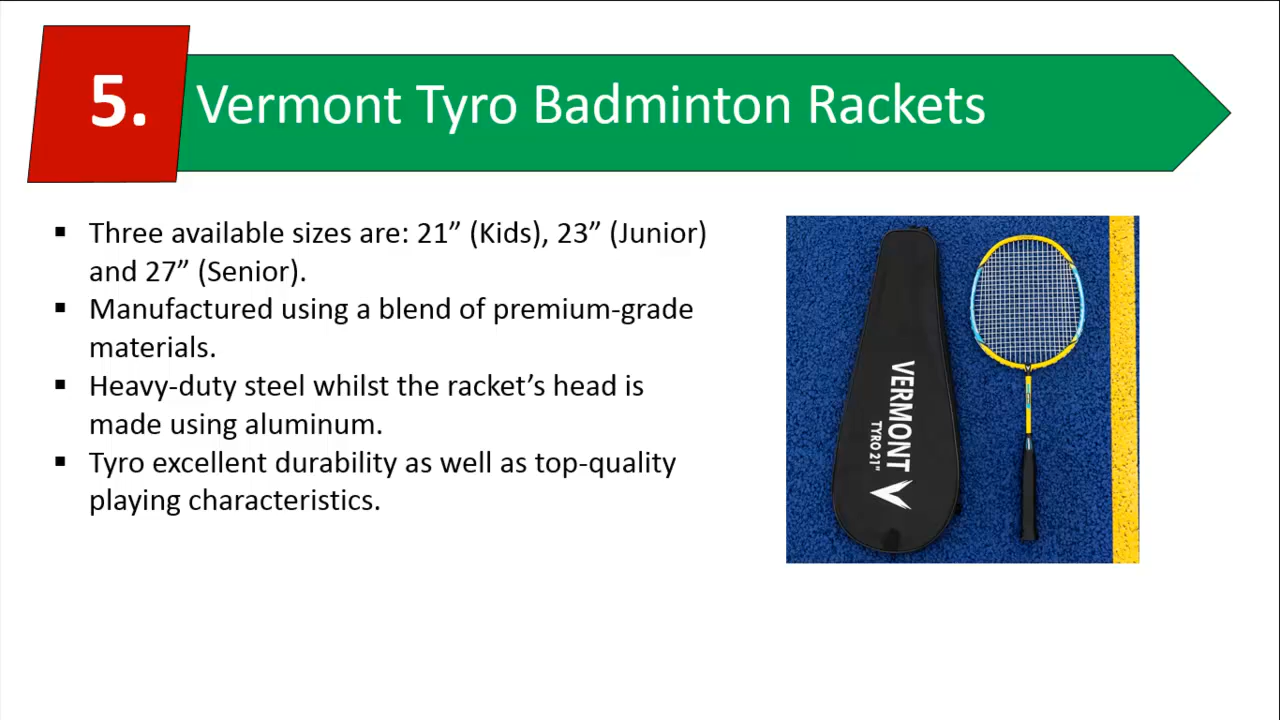 5.
Vermont Tyro Badminton Rackets
▪ Three available sizes are: 21” (Kids), 23” (Junior)
and 27” (Senior).
▪ Manufactured using a blend of premium-grade
materials.
▪ Heavy-duty steel whilst the racket’s head is
made using aluminum.
▪ Tyro excellent durability as well as top-quality
playing characteristics.
VERMONT
TYRO 21"